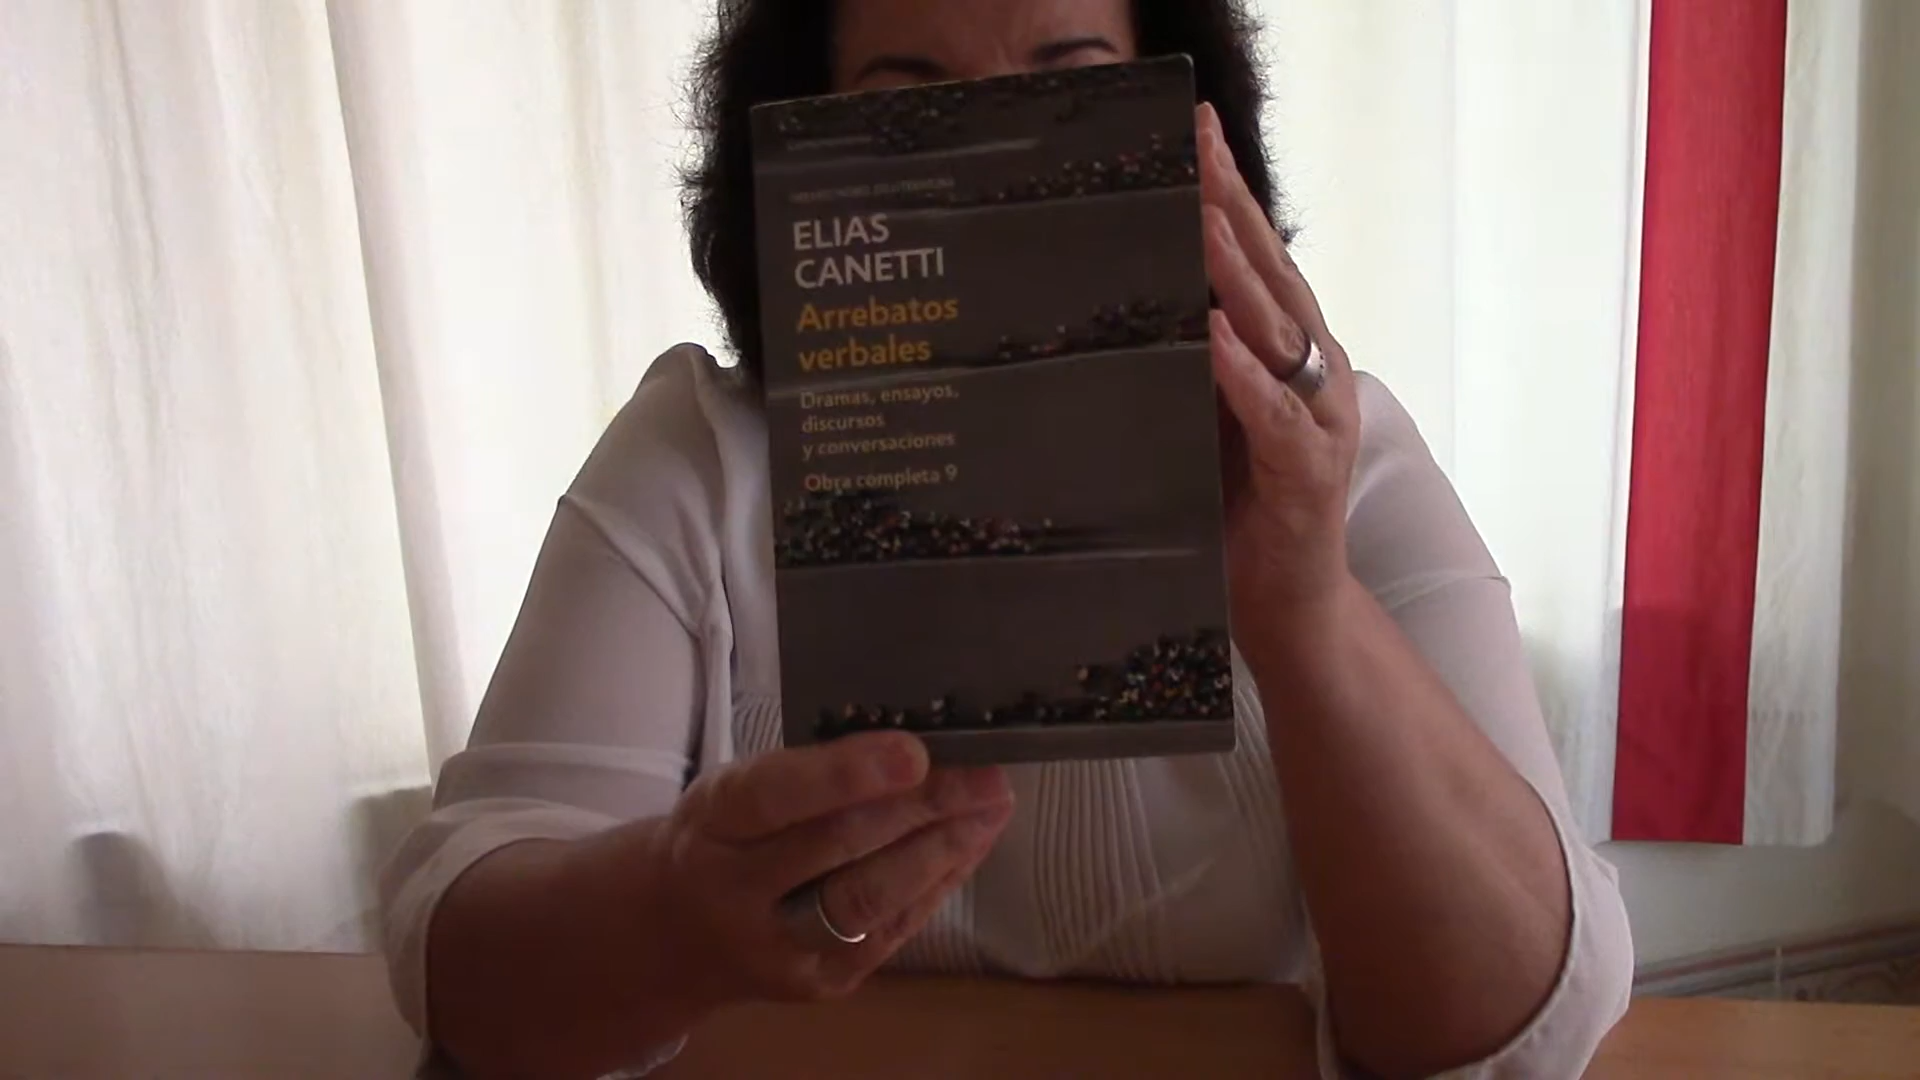 ELIAS
CANETTI
Arrebatos
verbales
Dramas, ensayos,
discursos
y conversaciones
Obra completa 9